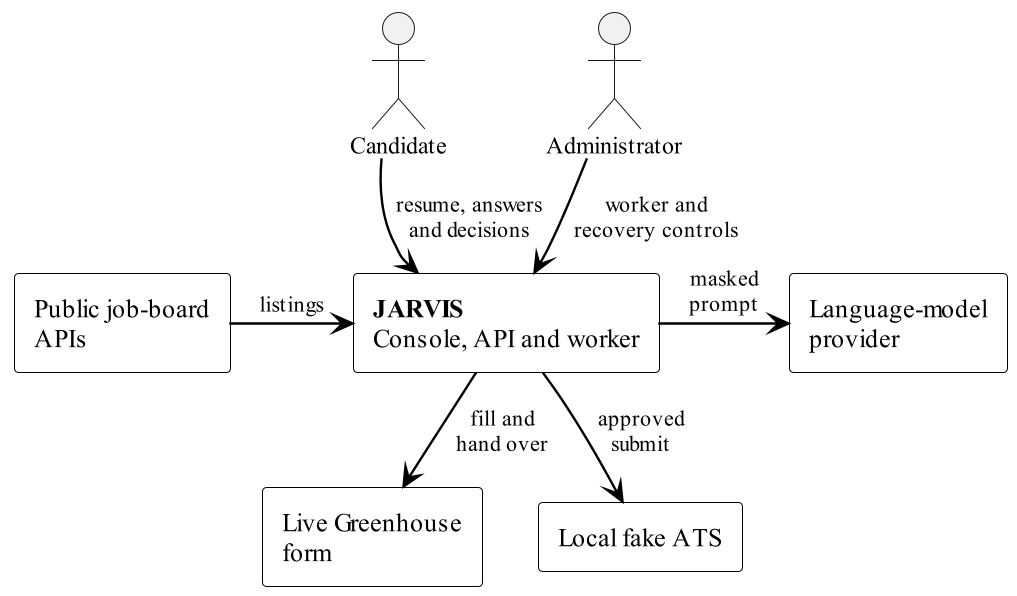 Candidate
Administrator
resume, answers
and decisions
worker and
recovery controls
Public job-board
APIs
listings
JARVIS
Console, API and worker
masked
prompt
Language-model
provider
fill and
hand over
approved
submit
Live Greenhouse
form
Local fake ATS